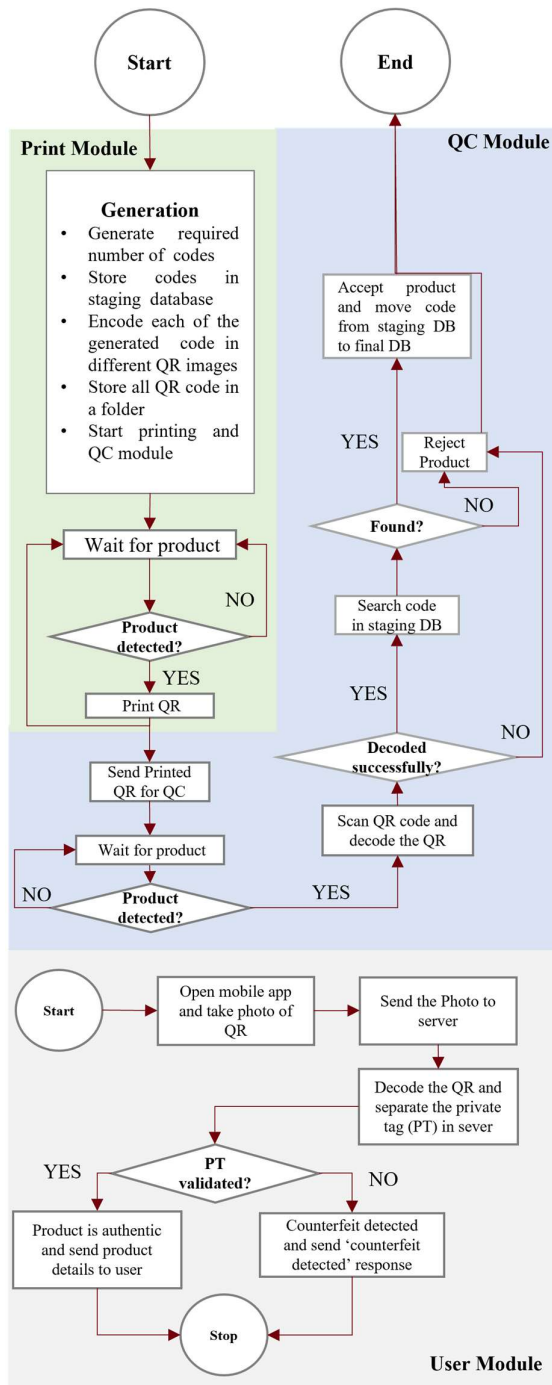 Start
End
Print Module
QC Module
Generation
• Generate required
number of codes
• Store codes in
staging database
• Encode each of the
generated code in
different QR images
• Store all QR code in
a folder
• Start printing and
QC module
Wait for product
NO
Product
detected?
YES
Print QR
Send Printed
QR for QC
Wait for product
NO
Product
detected?
YES
Scan QR code and
decode the QR
Decoded
successfully?
NO
YES
Search code
in staging DB
Found?
NO
YES
Reject
Product
Accept product
and move code
from staging DB
to final DB
Start
Open mobile app
and take photo of
QR
Send the Photo to
server
Decode the QR and
separate the private
tag (PT) in sever
PT
validated?
YES
NO
Product is authentic
and send product
details to user
Counterfeit detected
and send ‘counterfeit
detected’ response
Stop
User Module